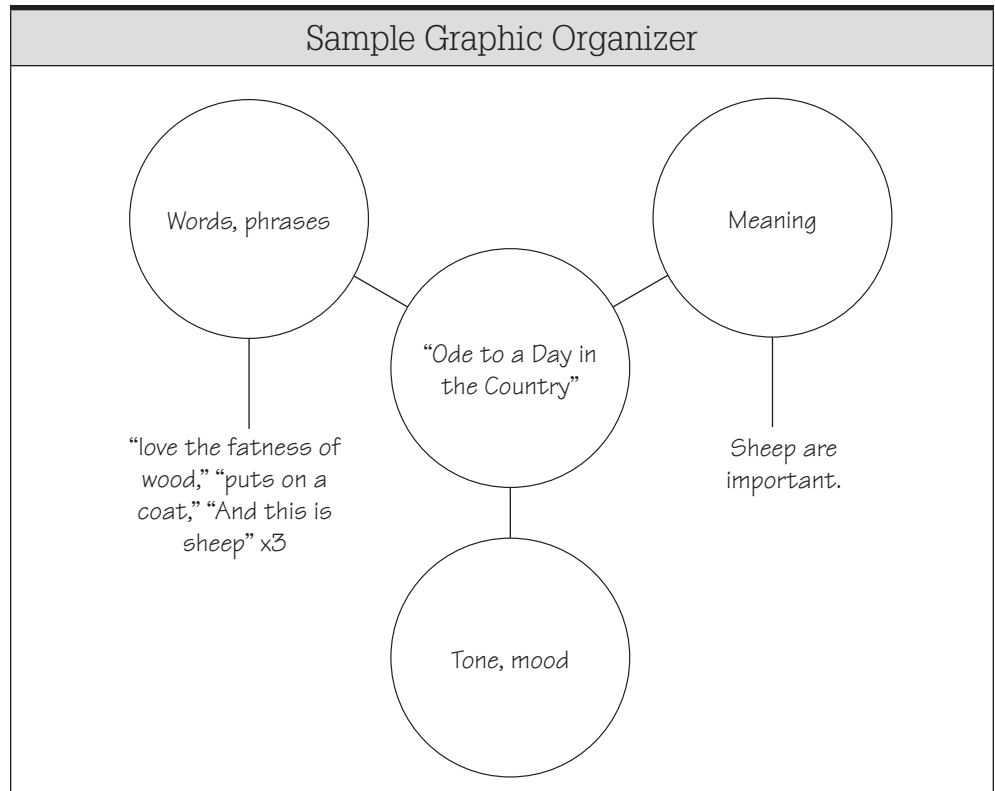 Sample Graphic Organizer
Words, phrases
Meaning
“Ode to a Day in
the Country”
“love the fatness of
wood,” “puts on a
coat,” “And this is
sheep” x3
Sheep are
important.
Tone, mood